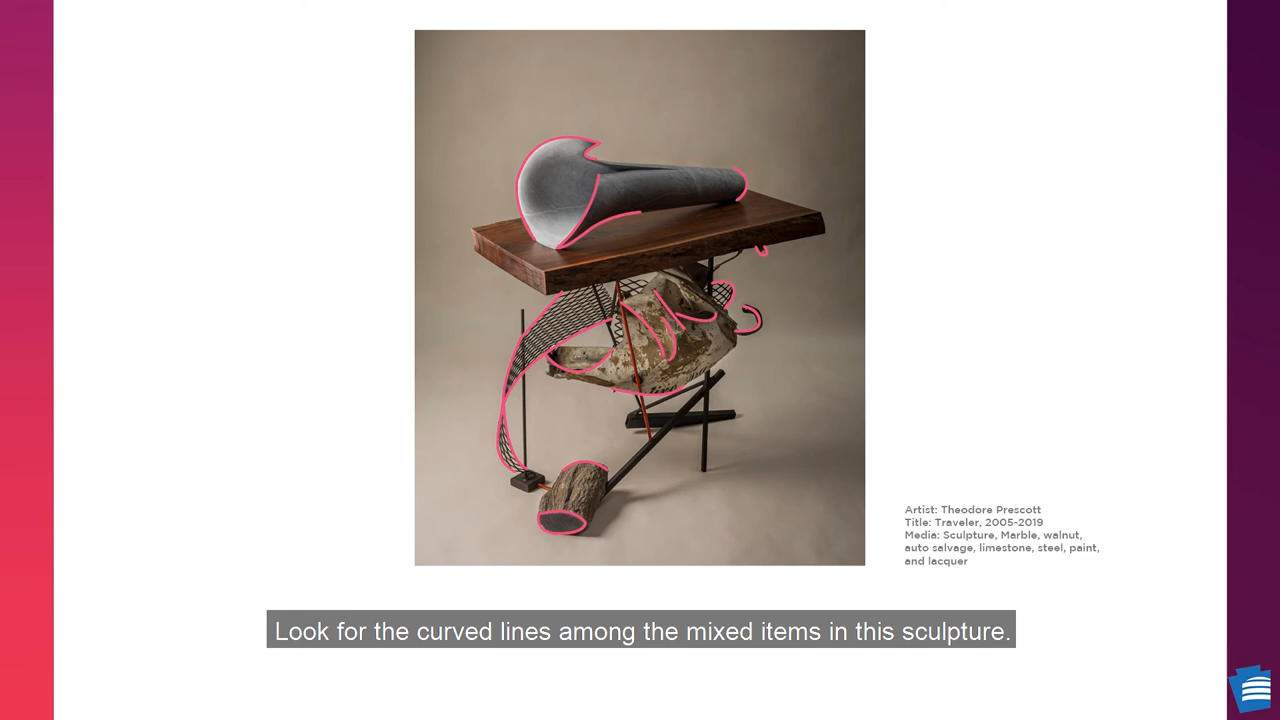 Artist: Theodore Prescott
Title: Traveler, 2005-2019
Media: Sculpture, Marble, walnut,
auto salvage, limestone, steel, paint,
and lacquer
Look for the curved lines among the mixed items in this sculpture.